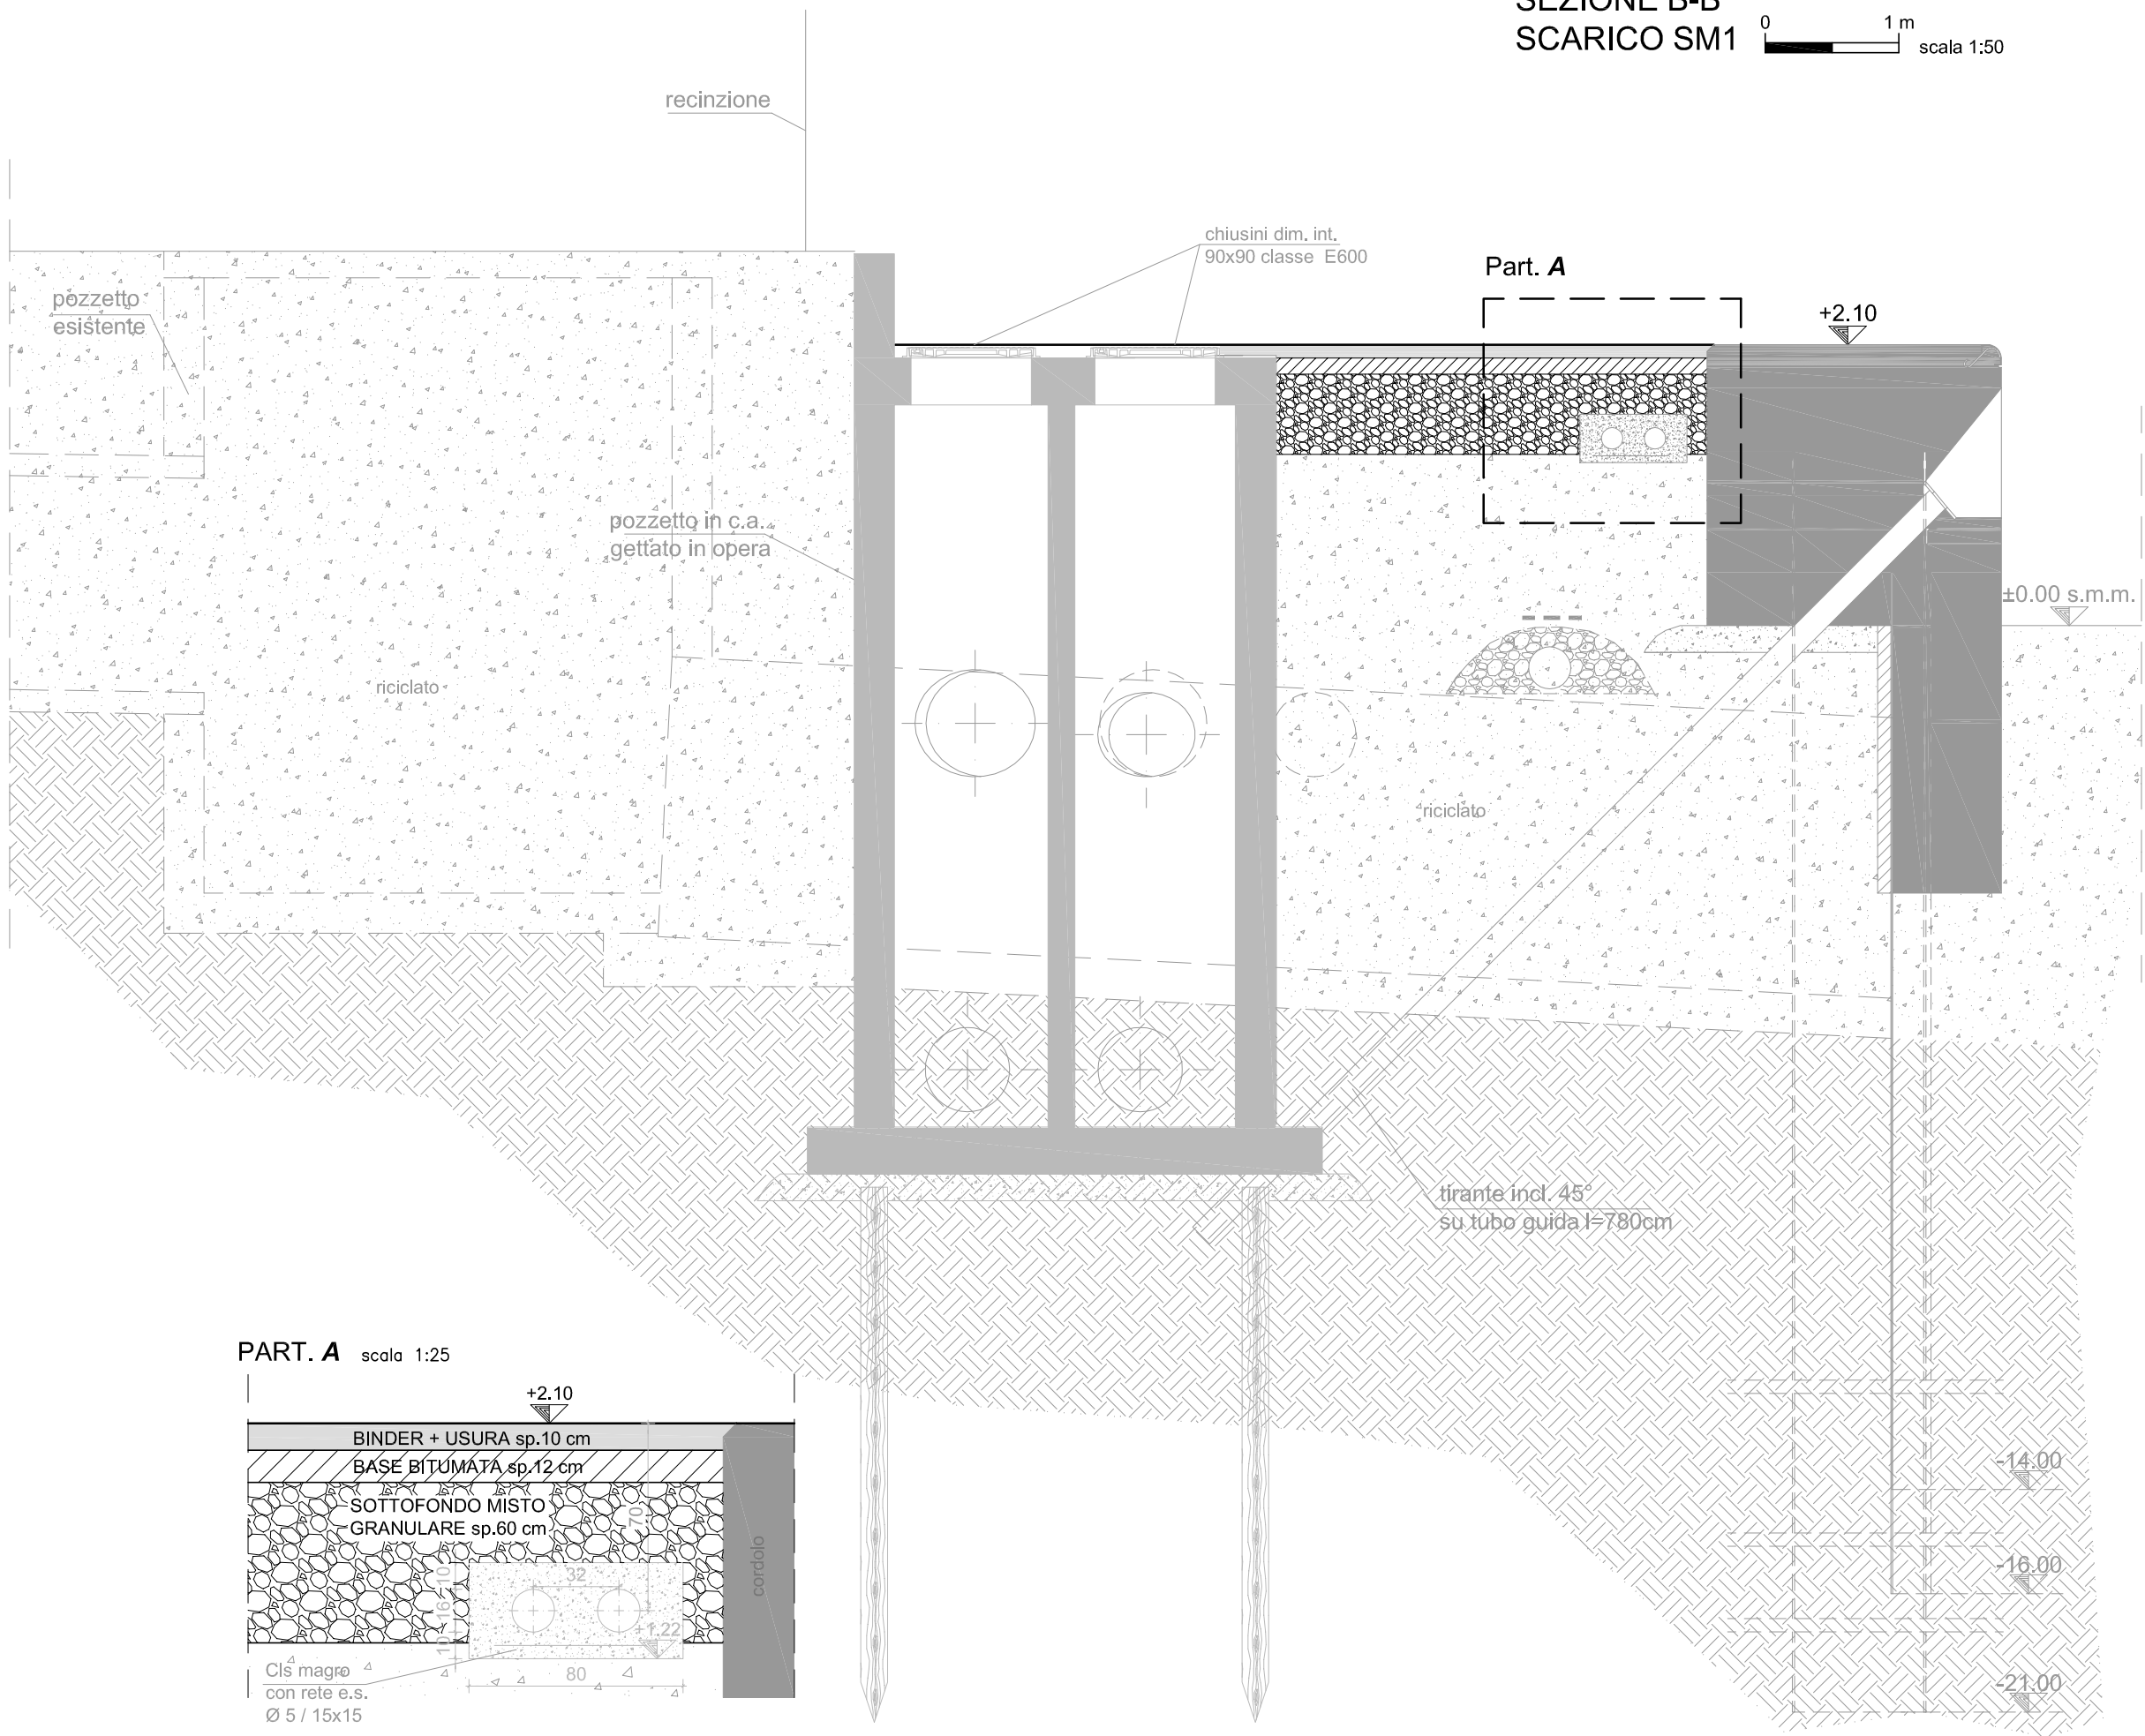 SEZIONE B-B
SCARICO SM1
0 1 m
scala 1:50
recinzione
chiusini dim. int.
90x90 classe E600
Part. A
+2.10
pozzetto
esistente
pozzetto in c.a.
gettato in opera
±0.00 s.m.m.
riciclato
riciclato
tirante incl. 45°
su tubo guida l=780cm
PART. A scala 1:25
+2.10
BINDER + USURA sp.10 cm
BASE BITUMATA sp.12 cm
SOTTOFONDO MISTO
GRANULARE sp.60 cm
70
cordolo
10
32
16
10
+1.22
80
Cls magro
con rete e.s.
Ø 5 / 15x15
-14.00
-16.00
-21.00